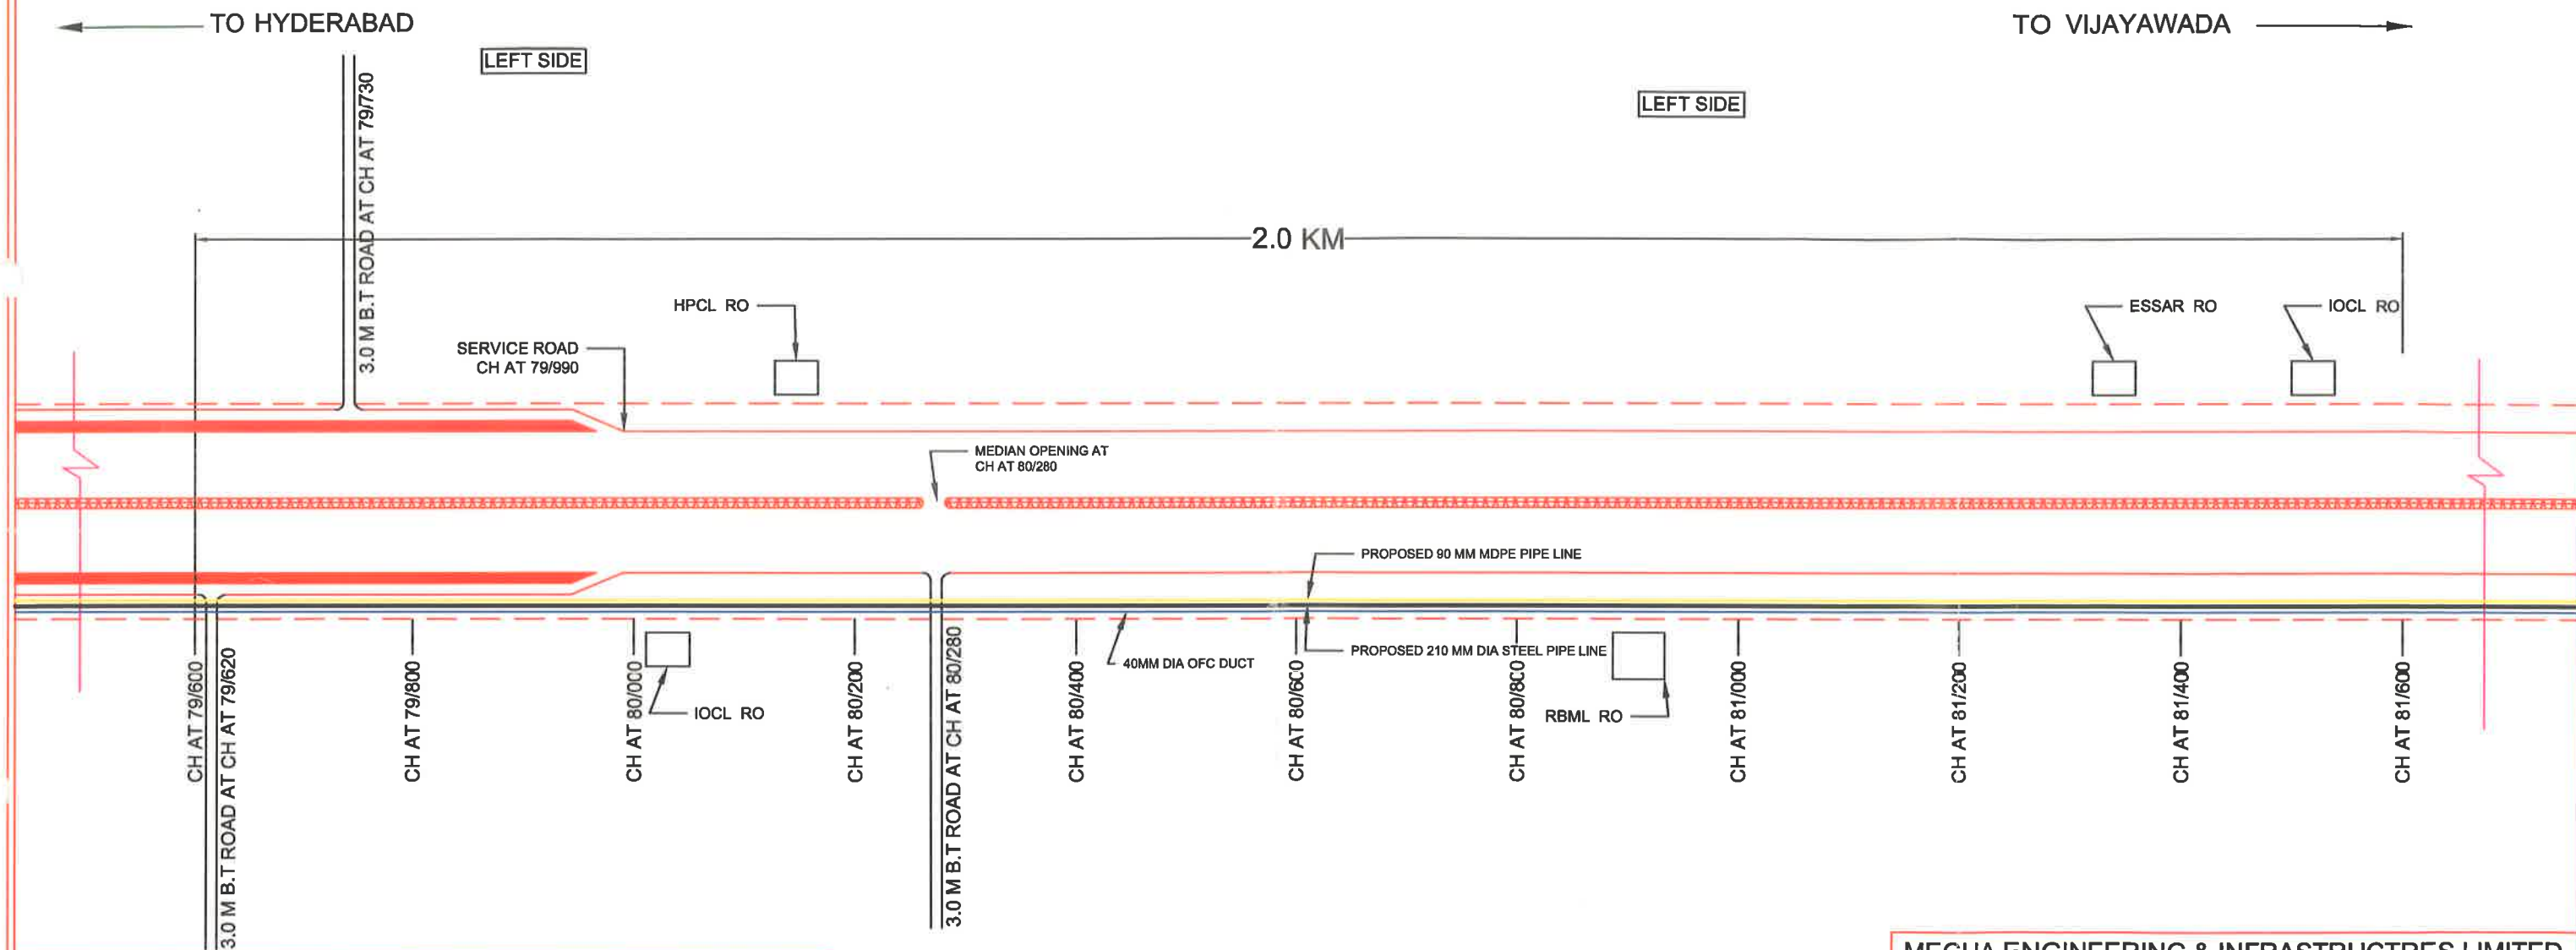 TO HYDERABAD
TO VIJAYAWADA
LEFT SIDE
LEFT SIDE
3.0 M B.T ROAD AT CH AT 79/730
2.0 KM
HPCL RO
ESSAR RO
IOCL RO
SERVICE ROAD
CH AT 79/990
MEDIAN OPENING AT
CH AT 80/280
PROPOSED 90 MM MDPE PIPE LINE
PROPOSED 210 MM DIA STEEL PIPE LINE
40MM DIA OFC DUCT
IOCL RO
RBML RO
CH AT 79/600
3.0 M B.T ROAD AT CH AT 79/620
CH AT 79/800
CH AT 80/000
CH AT 80/200
3.0 M B.T ROAD AT CH AT 80/280
CH AT 80/400
CH AT 80/600
CH AT 80/800
CH AT 81/000
CH AT 81/200
CH AT 81/400
CH AT 81/600
MEGHA ENGINEERING & INFRASTRUCTRES LIMITED